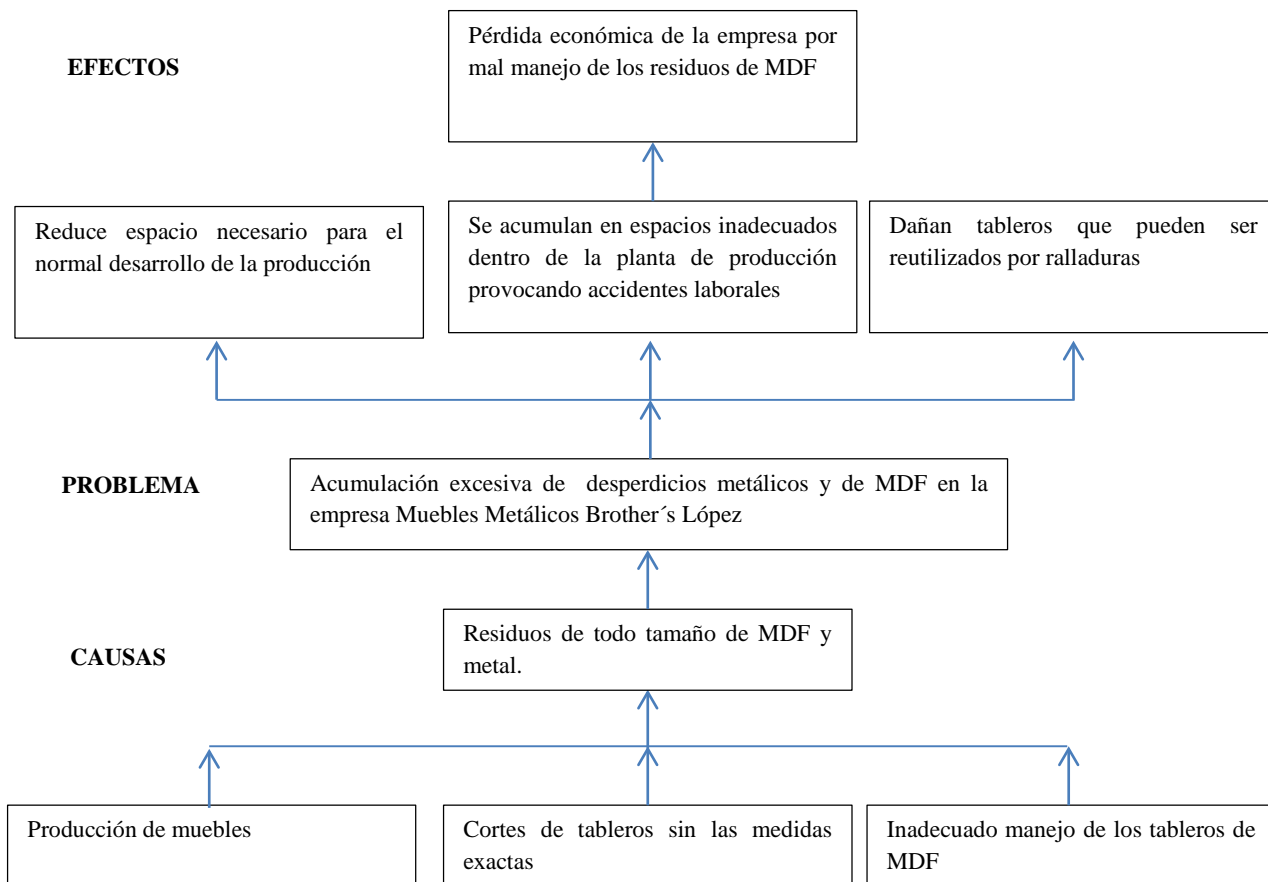 Pérdida económica de la empresa por
mal manejo de los residuos de MDF
EFECTOS
Reduce espacio necesario para el
normal desarrollo de la producción
Se acumulan en espacios inadecuados
dentro de la planta de producción
provocando accidentes laborales
Dañan tableros que pueden ser
reutilizados por ralladuras
PROBLEMA
Acumulación excesiva de desperdicios metálicos y de MDF en la
empresa Muebles Metálicos Brother´s López
CAUSAS
Residuos de todo tamaño de MDF y
metal.
Producción de muebles
Cortes de tableros sin las medidas
exactas
Inadecuado manejo de los tableros de
MDF